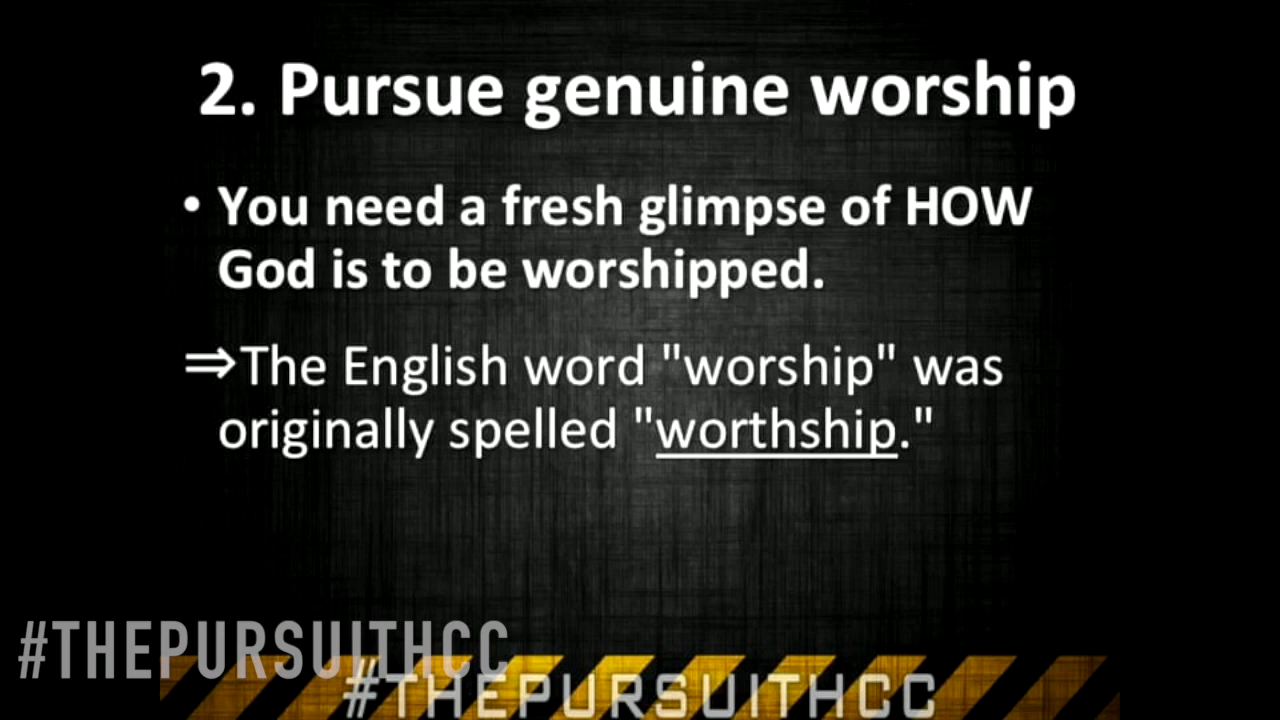 2. Pursue genuine worship
• You need a fresh glimpse of HOW
God is to be worshipped.
⇒The English word "worship" was
originally spelled "worthship."
#THEPURSUITHCC
#THEPURSUITHCC